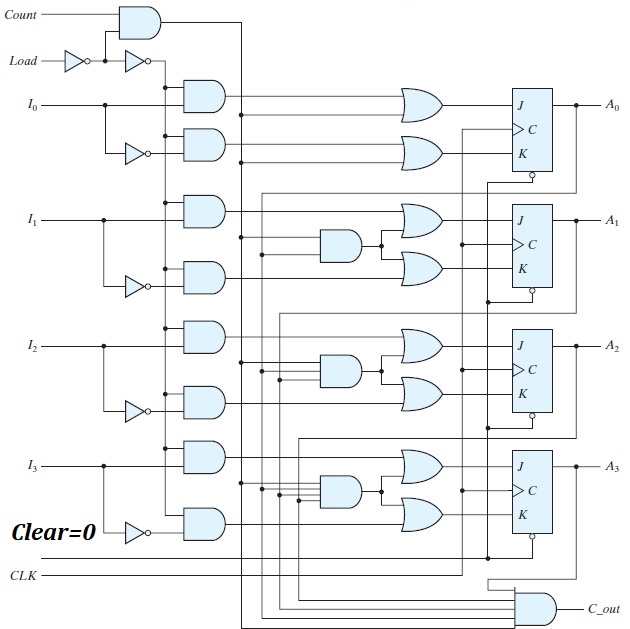 Count
Load
I0
J
A0
C
K
I1
J
A1
C
K
I2
J
A2
C
K
I3
J
A3
C
K
Clear=0
CLK
C_out